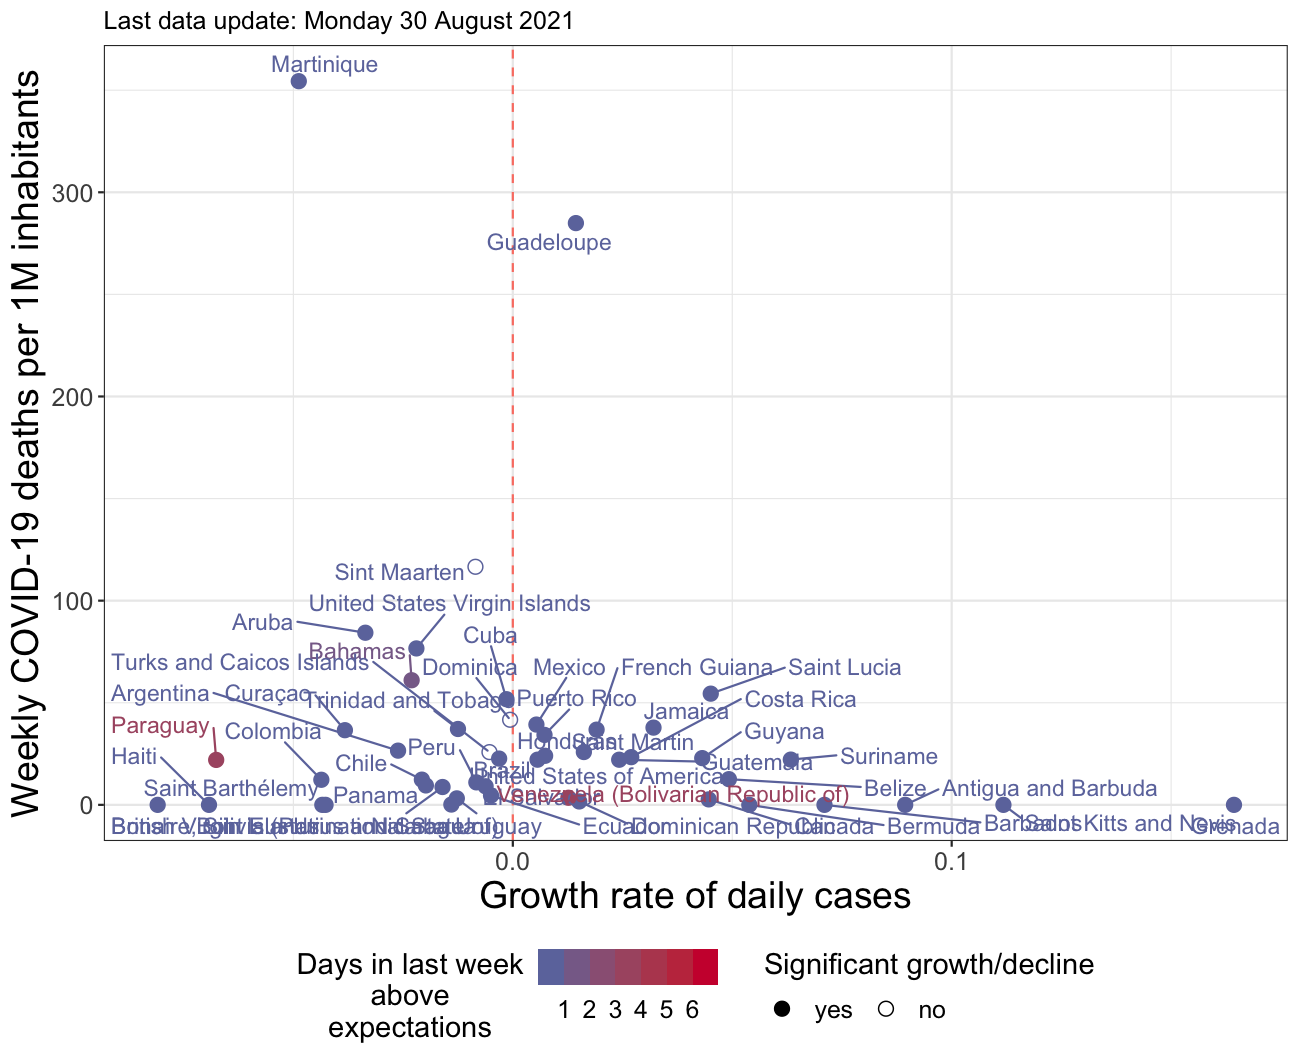 Last data update: Monday 30 August 2021
Weekly COVID-19 deaths per 1M inhabitants
300
200
100
0
Martinique
Guadeloupe
Sint Maarten
United States Virgin Islands
Aruba
Cuba
Bahamas
Turks and Caicos Islands
Dominica
Mexico
French Guiana
Saint Lucia
Argentina
Curaçao
Trinidad and Tobago
Puerto Rico
Costa Rica
Jamaica
Paraguay
Colombia
Honduras
Saint Martin
Guyana
Haiti
Peru
Chile
Brazil
Guatemala
Suriname
United States of America
Saint Barthélemy
Panama
El Salvador
Venezuela (Bolivarian Republic of)
Belize
Antigua and Barbuda
British Virgin Islands
Nicaragua
Uruguay
Ecuador
Dominican Republic
Canada
Bermuda
Barbados
Saint Kitts and Nevis
Grenada
0.0
0.1
Growth rate of daily cases
Days in last week
above
expectations
1 2 3 4 5 6
Significant growth/decline
yes
no